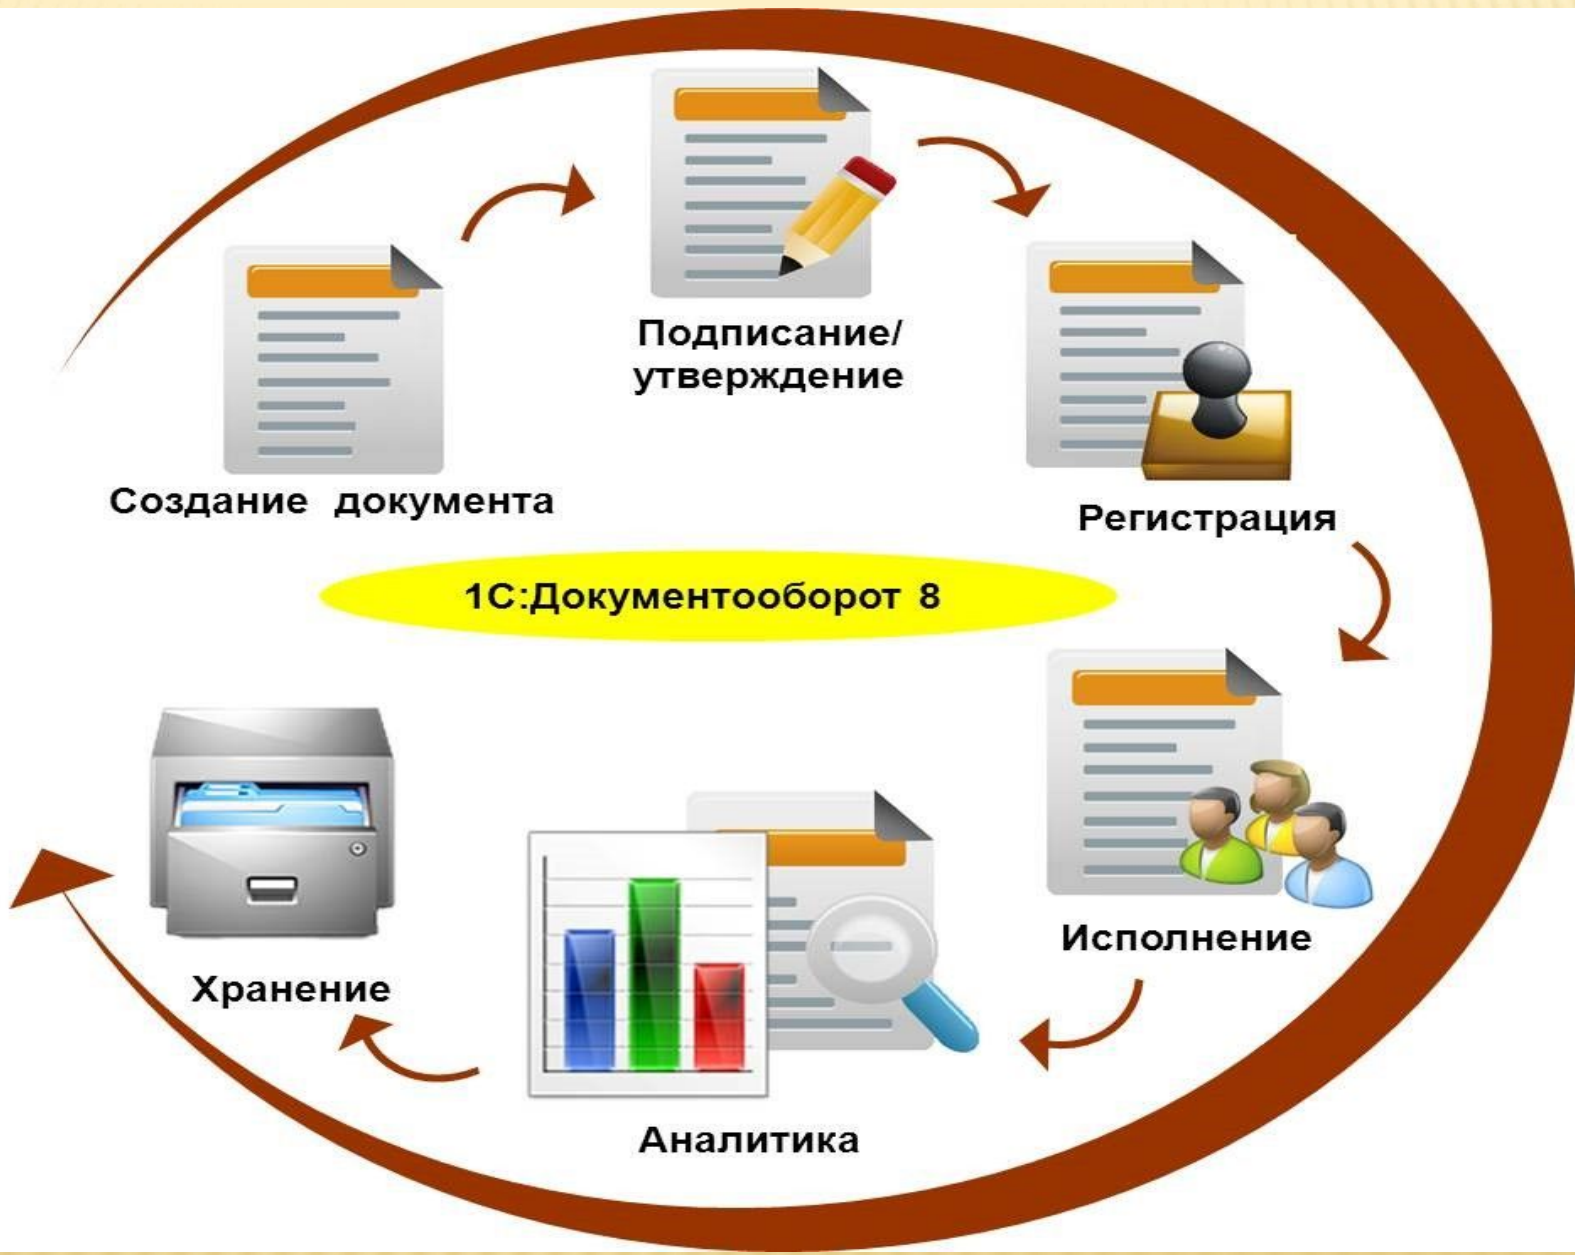 Подписание/
утверждение
Создание документа
Регистрация
1С:Документооборот 8
Исполнение
Хранение
Аналитика